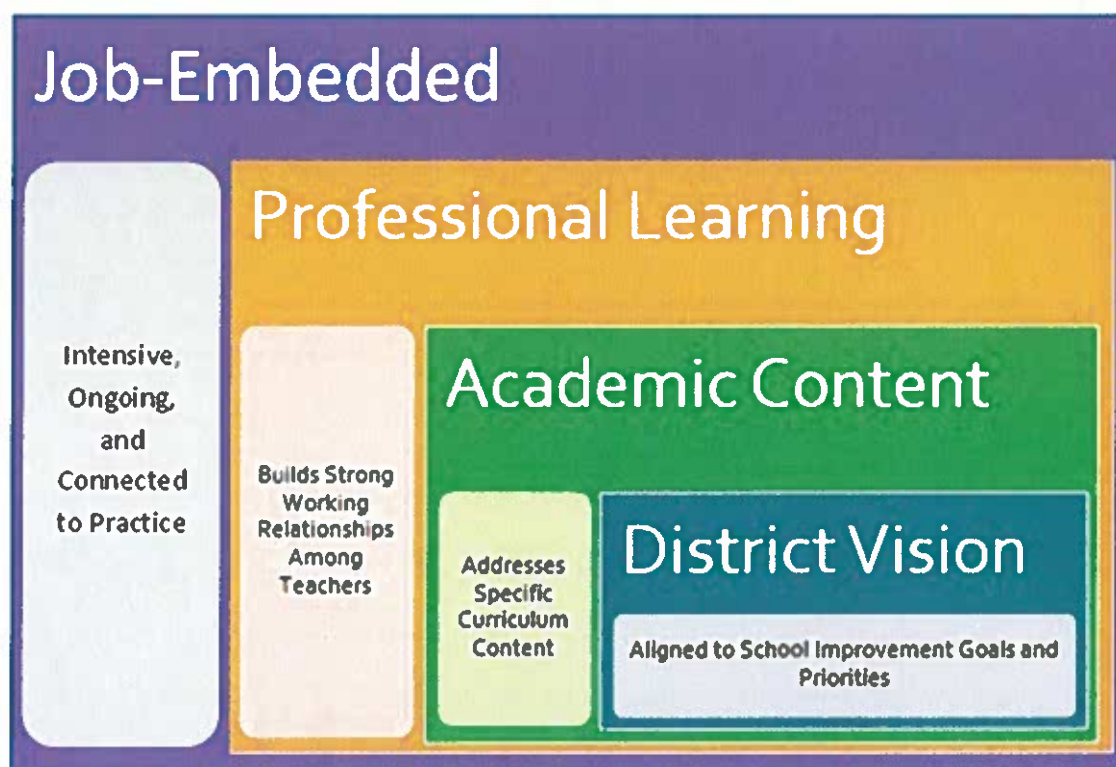 Job-Embedded
Intensive,
Ongoing,
and
Connected
to Practice
Professional Learning
Builds Strong
Working
Relationships
Among
Teachers
Academic Content
Addresses
Specific
Curriculum
Content
District Vision
Aligned to School Improvement Goals and
Priorities